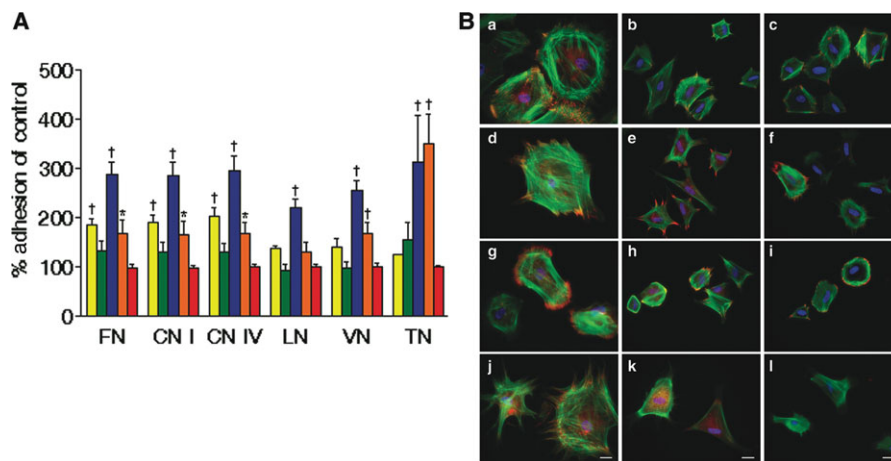 A
% adhesion of control
500
400
300
200
100
0
† † * † † * † † * † † † † †
FN CN I CN IV LN VN TN
B
a b c
d e f
g h i
j k l